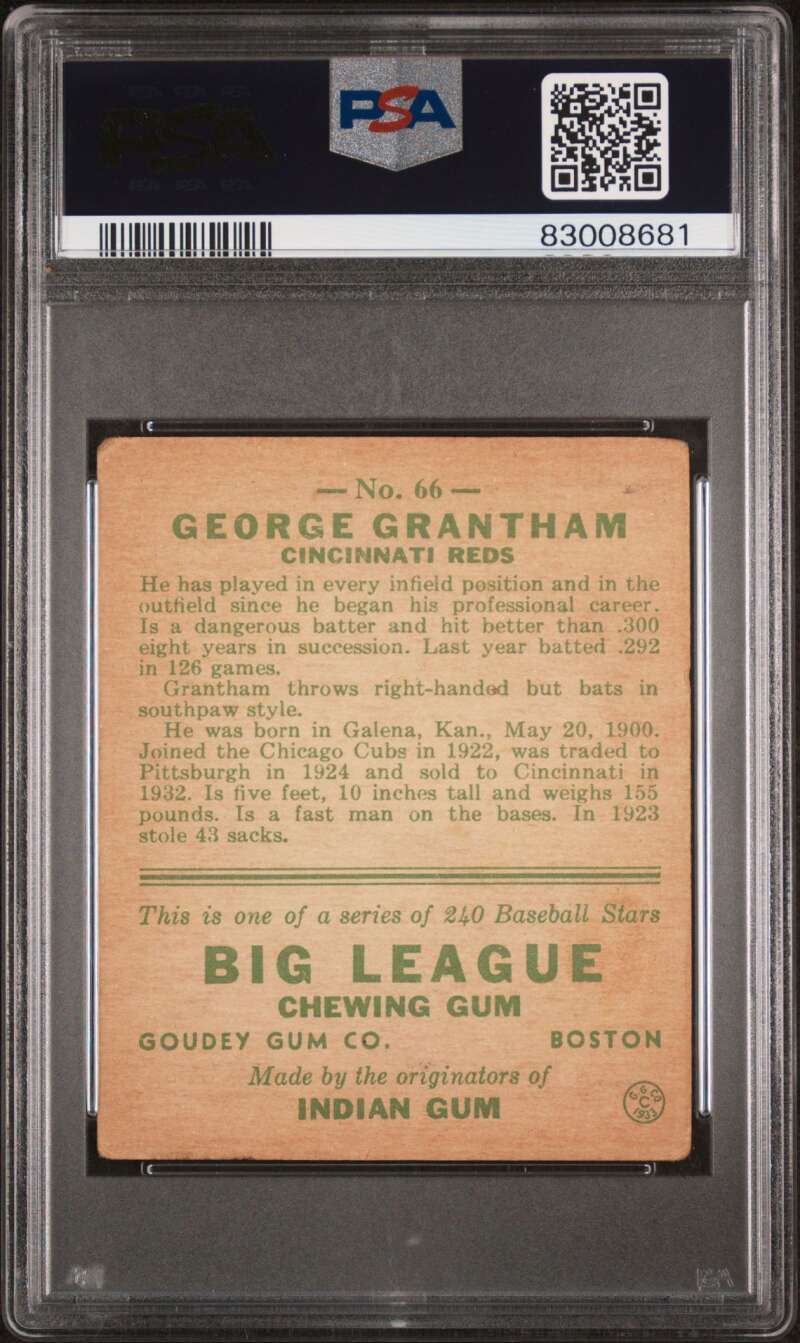 PSA
83008681
— No. 66 —
GEORGE GRANTHAM
CINCINNATI REDS
He has played in every infield position and in the
outfield since he began his professional career.
Is a dangerous batter and hit better than .300
eight years in succession. Last year batted .292
in 126 games.
Grantham throws right-handed but bats in
southpaw style.
He was born in Galena, Kan., May 20, 1900.
Joined the Chicago Cubs in 1922, was traded to
Pittsburgh in 1924 and sold to Cincinnati in
1932. Is five feet, 10 inches tall and weighs 155
pounds. Is a fast man on the bases. In 1923
stole 43 sacks.
This is one of a series of 240 Baseball Stars
BIG LEAGUE
CHEWING GUM
GOUDEY GUM CO. BOSTON
Made by the originators of
INDIAN GUM
G G Co
C
1933